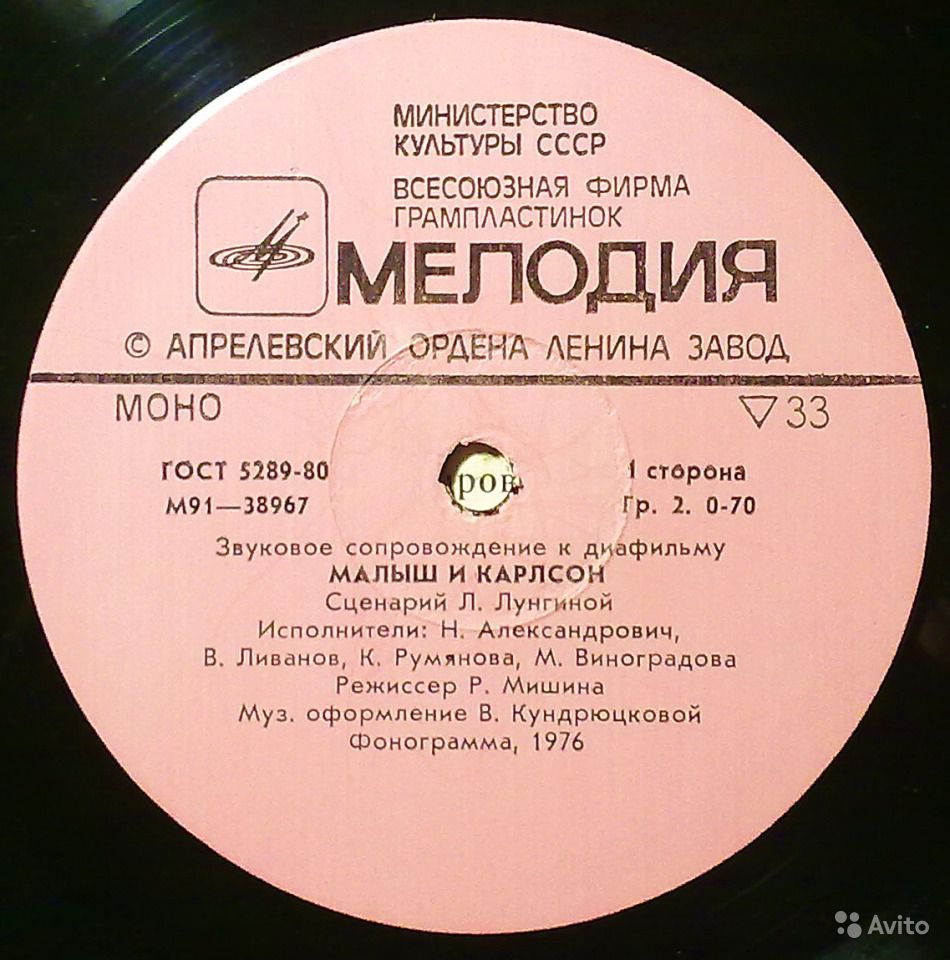 МИНИСТЕРСТВО
КУЛЬТУРЫ СССР
ВСЕСОЮЗНАЯ ФИРМА
ГРАМПЛАСТИНОК
МЕЛОДИЯ
© АПРЕЛЕВСКИЙ ОРДЕНА ЛЕНИНА ЗАВОД
МОНО ▽33
ГОСТ 5289-80 1 сторона
М91—38967 Гр. 2. 0-70
ров
Звуковое сопровождение к диафильму
МАЛЫШ И КАРЛСОН
Сценарий Л. Лунгиной
Исполнители: Н. Александрович,
В. Ливанов, К. Румянова, М. Виноградова
Режиссер Р. Мишина
Муз. оформление В. Кундрюцковой
Фонограмма, 1976
Avito